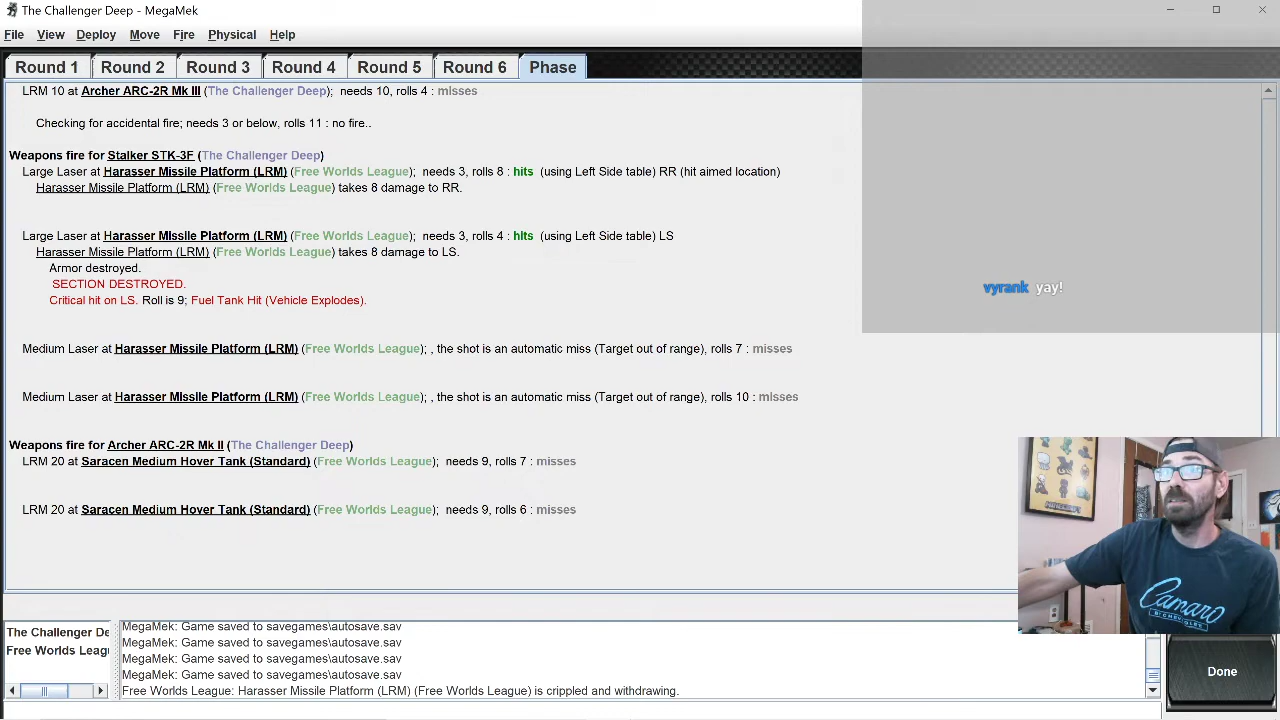 The Challenger Deep - MegaMek
File View Deploy Move Fire Physical Help
Round 1 Round 2 Round 3 Round 4 Round 5 Round 6 Phase
LRM 10 at Archer ARC-2R Mk III (The Challenger Deep); needs 10, rolls 4 : misses
Checking for accidental fire; needs 3 or below, rolls 11 : no fire..
Weapons fire for Stalker STK-3F (The Challenger Deep)
Large Laser at Harasser Missile Platform (LRM) (Free Worlds League); needs 3, rolls 8 : hits (using Left Side table) RR (hit aimed location)
Harasser Missile Platform (LRM) (Free Worlds League) takes 8 damage to RR.
Large Laser at Harasser Missile Platform (LRM) (Free Worlds League); needs 3, rolls 4 : hits (using Left Side table) LS
Harasser Missile Platform (LRM) (Free Worlds League) takes 8 damage to LS.
Armor destroyed.
SECTION DESTROYED.
vyrank yay!
Critical hit on LS. Roll is 9; Fuel Tank Hit (Vehicle Explodes).
Medium Laser at Harasser Missile Platform (LRM) (Free Worlds League); , the shot is an automatic miss (Target out of range), rolls 7 : misses
Medium Laser at Harasser Missile Platform (LRM) (Free Worlds League); , the shot is an automatic miss (Target out of range), rolls 10 : misses
Weapons fire for Archer ARC-2R Mk II (The Challenger Deep)
LRM 20 at Saracen Medium Hover Tank (Standard) (Free Worlds League); needs 9, rolls 7 : misses
LRM 20 at Saracen Medium Hover Tank (Standard) (Free Worlds League); needs 9, rolls 6 : misses
Camaro
BY CHEVROLET
The Challenger De
Free Worlds Leag
MegaMek: Game saved to savegames\autosave.sav
MegaMek: Game saved to savegames\autosave.sav
MegaMek: Game saved to savegames\autosave.sav
MegaMek: Game saved to savegames\autosave.sav
Free Worlds League: Harasser Missile Platform (LRM) (Free Worlds League) is crippled and withdrawing.
Done